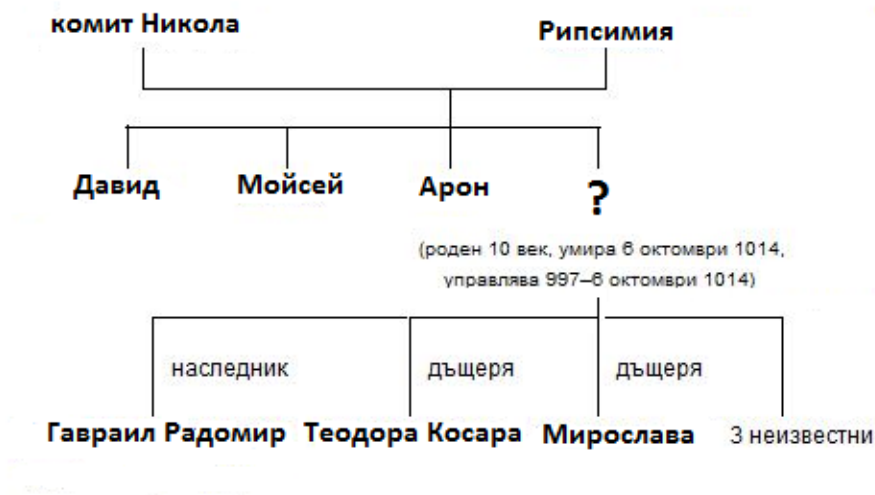 комит Никола
Рипсимия
Давид Мойсей Арон ?
(роден 10 век, умира 6 октомври 1014,
управлява 997–6 октомври 1014)
наследник дъщеря дъщеря
Гавраил Радомир Теодора Косара Мирослава 3 неизвестни